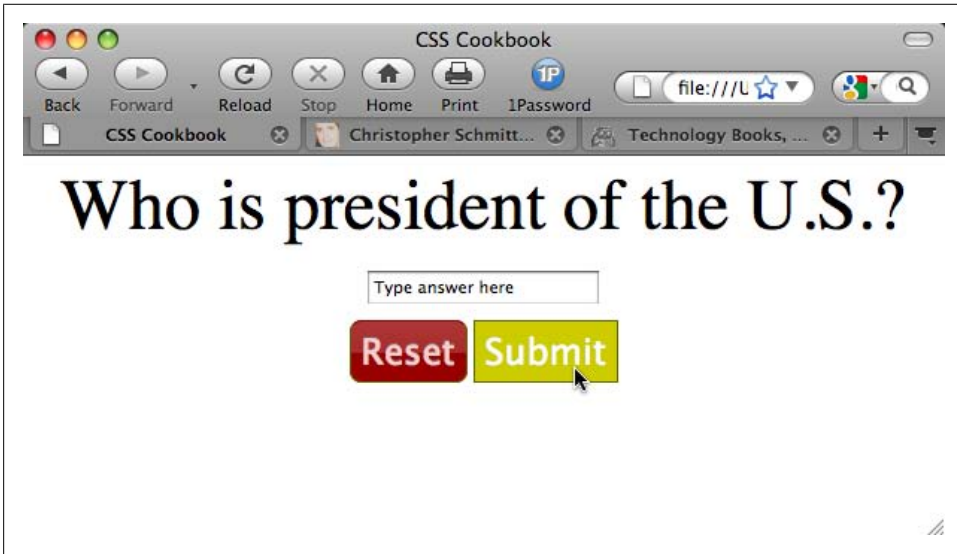 CSS Cookbook
1P
Back Forward Reload Stop Home Print 1Password
file:///U
CSS Cookbook Christopher Schmitt... Technology Books, ... +
Who is president of the U.S.?
Type answer here
Reset Submit